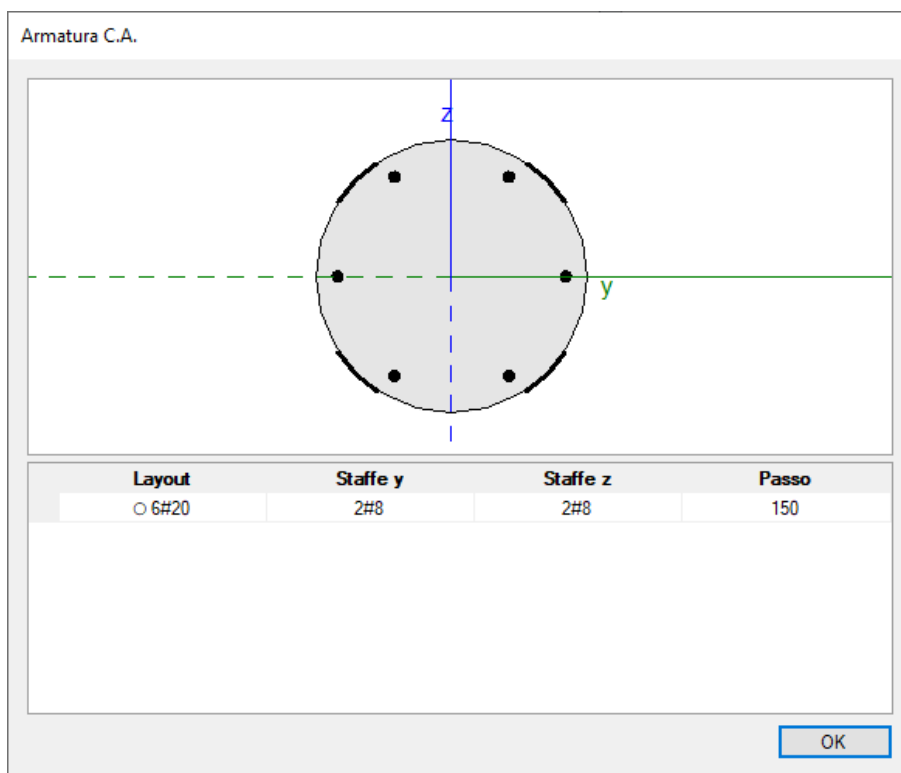 Armatura C.A.
z
y
Layout Staffe y Staffe z Passo
○ 6#20 2#8 2#8 150
OK